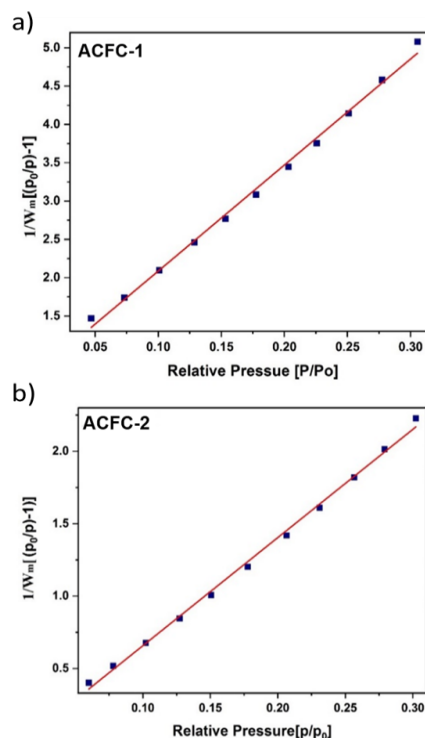 a)
ACFC-1
1/Wm[(p0/p)-1]
5.0
4.5
4.0
3.5
3.0
2.5
2.0
1.5
0.05 0.10 0.15 0.20 0.25 0.30
Relative Pressue [P/Po]
b)
ACFC-2
1/Wm[(p0/p)-1)]
2.0
1.5
1.0
0.5
0.10 0.15 0.20 0.25 0.30
Relative Pressure[p/p0]